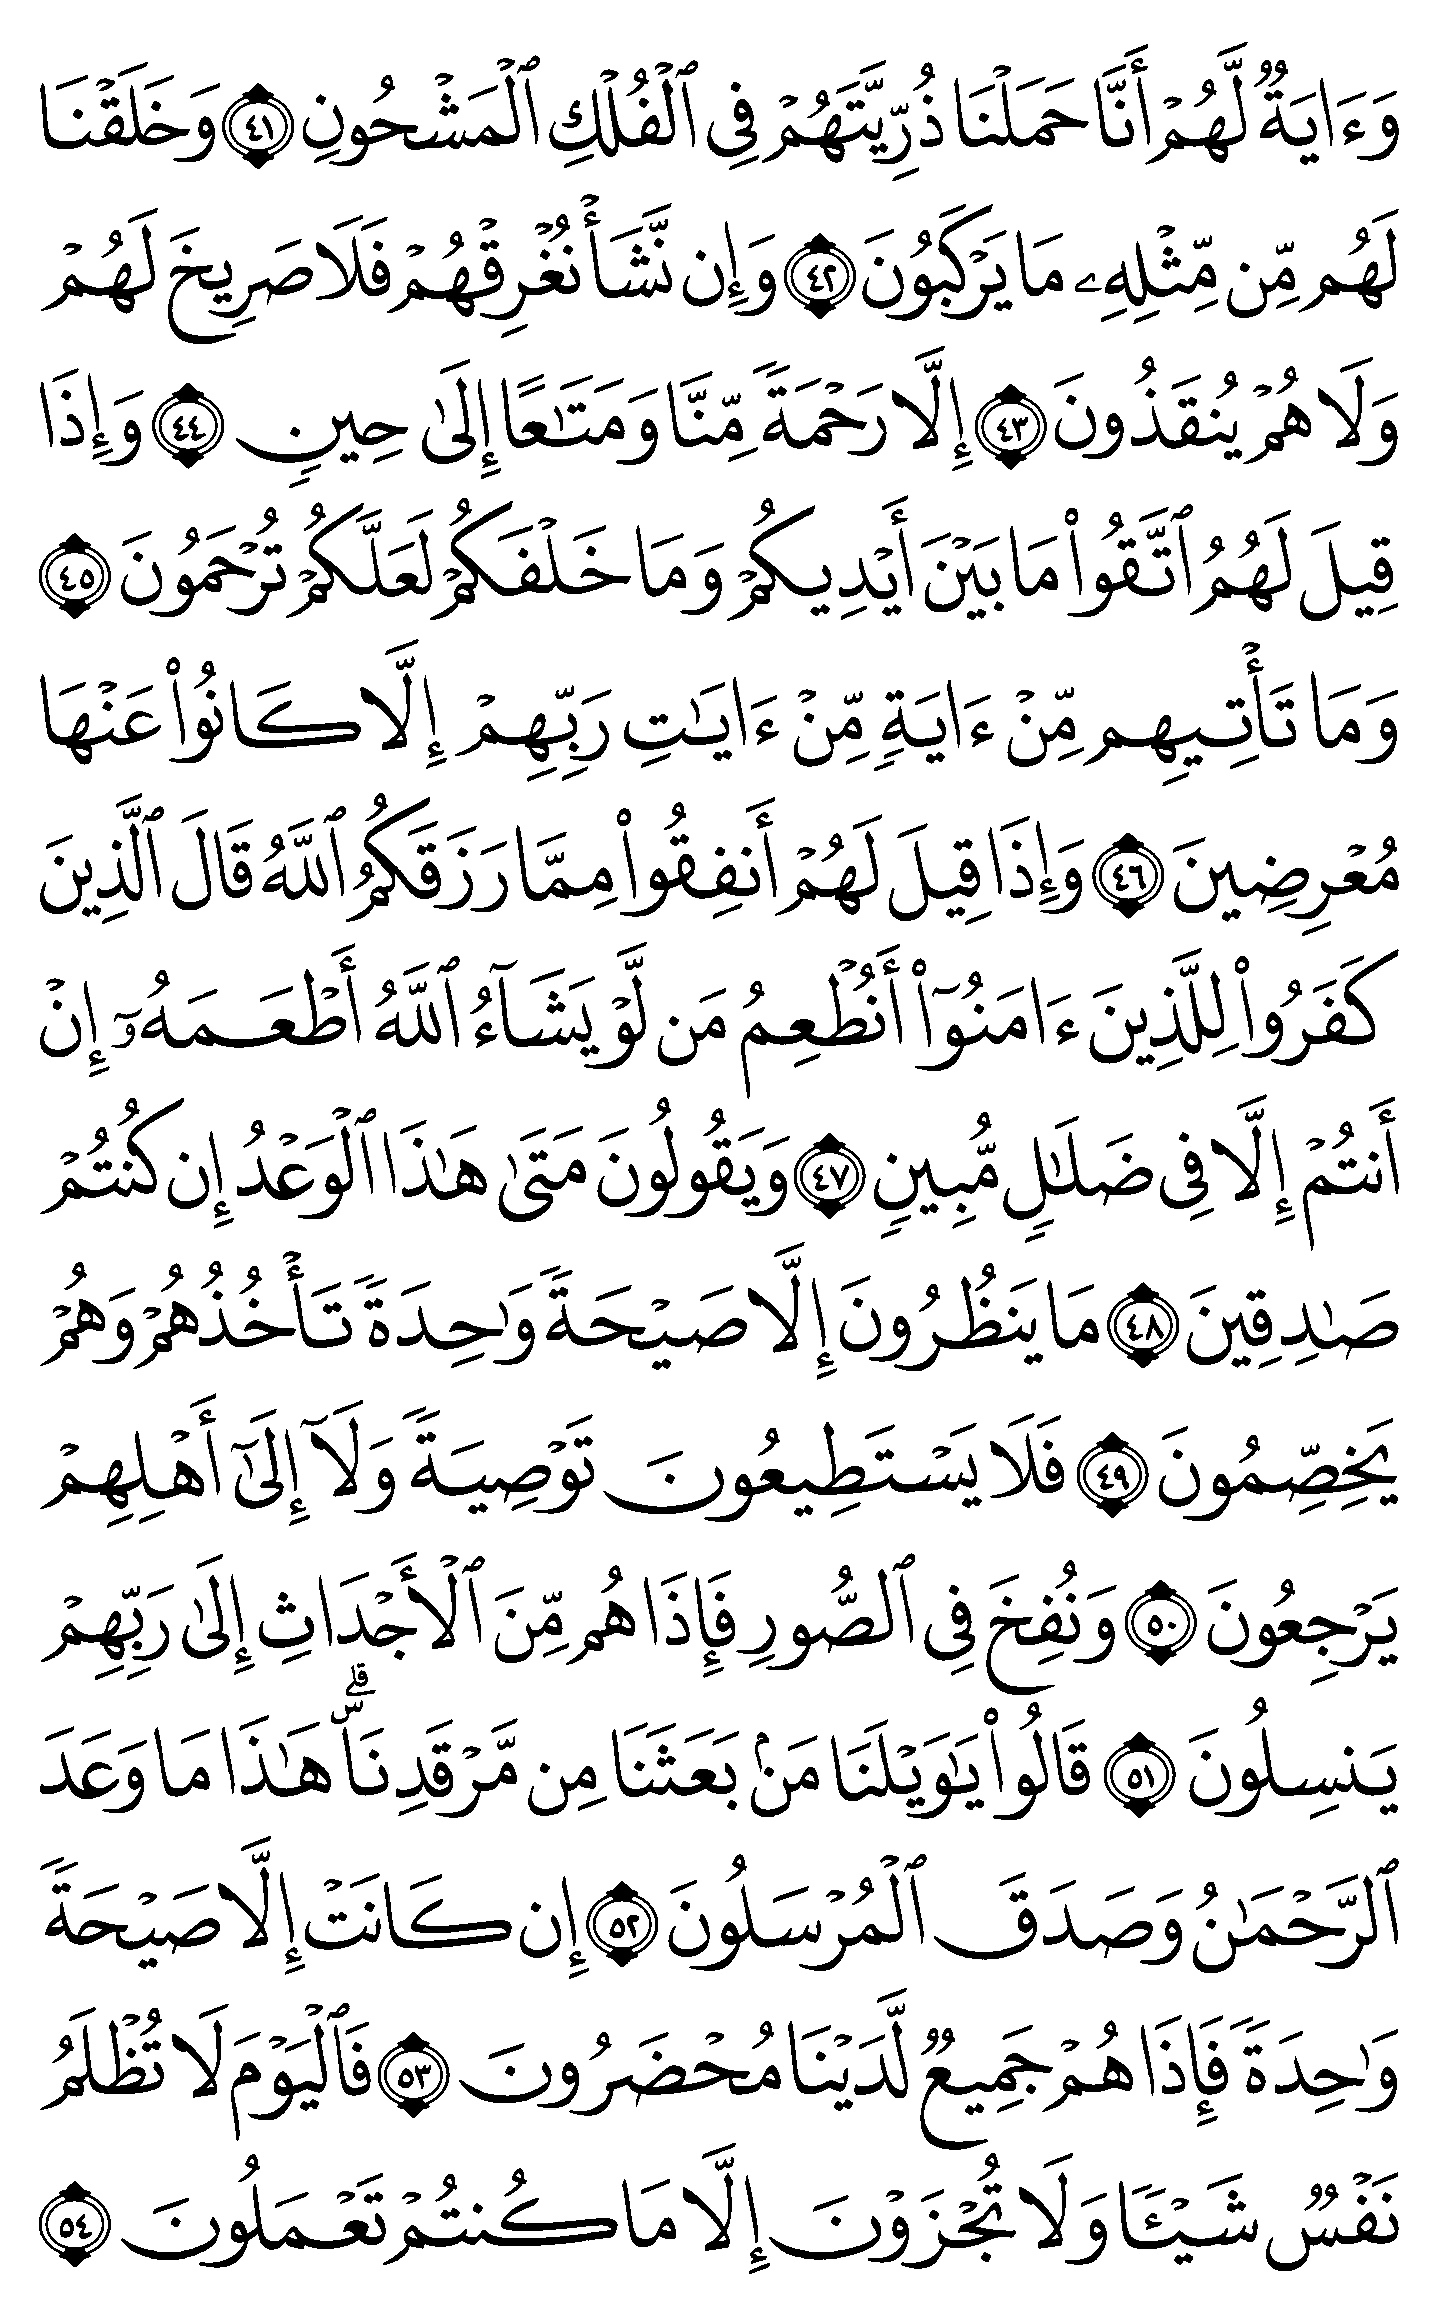 وَءَايَةٌ لَّهُمْ أَنَّا حَمَلْنَا ذُرِّيَّتَهُمْ فِى ٱلْفُلْكِ ٱلْمَشْحُونِ ٤١ وَخَلَقْنَا
لَهُم مِّن مِّثْلِهِۦ مَا يَرْكَبُونَ ٤٢ وَإِن نَّشَأْ نُغْرِقْهُمْ فَلَا صَرِيخَ لَهُمْ
وَلَا هُمْ يُنقَذُونَ ٤٣ إِلَّا رَحْمَةً مِّنَّا وَمَتَـٰعًا إِلَىٰ حِينٍ ٤٤ وَإِذَا
قِيلَ لَهُمُ ٱتَّقُوا۟ مَا بَيْنَ أَيْدِيكُمْ وَمَا خَلْفَكُمْ لَعَلَّكُمْ تُرْحَمُونَ ٤٥
وَمَا تَأْتِيهِم مِّنْ ءَايَةٍ مِّنْ ءَايَـٰتِ رَبِّهِمْ إِلَّا كَانُوا۟ عَنْهَا
مُعْرِضِينَ ٤٦ وَإِذَا قِيلَ لَهُمْ أَنفِقُوا۟ مِمَّا رَزَقَكُمُ ٱللَّهُ قَالَ ٱلَّذِينَ
كَفَرُوا۟ لِلَّذِينَ ءَامَنُوٓا۟ أَنُطْعِمُ مَن لَّوْ يَشَآءُ ٱللَّهُ أَطْعَمَهُۥٓ إِنْ
أَنتُمْ إِلَّا فِى ضَلَـٰلٍ مُّبِينٍ ٤٧ وَيَقُولُونَ مَتَىٰ هَـٰذَا ٱلْوَعْدُ إِن كُنتُمْ
صَـٰدِقِينَ ٤٨ مَا يَنظُرُونَ إِلَّا صَيْحَةً وَٰحِدَةً تَأْخُذُهُمْ وَهُمْ
يَخِصِّمُونَ ٤٩ فَلَا يَسْتَطِيعُونَ تَوْصِيَةً وَلَآ إِلَىٰٓ أَهْلِهِمْ
يَرْجِعُونَ ٥٠ وَنُفِخَ فِى ٱلصُّورِ فَإِذَا هُم مِّنَ ٱلْأَجْدَاثِ إِلَىٰ رَبِّهِمْ
يَنسِلُونَ ٥١ قَالُوا۟ يَـٰوَيْلَنَا مَنۢ بَعَثَنَا مِن مَّرْقَدِنَا ۜ ۗ هَـٰذَا مَا وَعَدَ
ٱلرَّحْمَـٰنُ وَصَدَقَ ٱلْمُرْسَلُونَ ٥٢ إِن كَانَتْ إِلَّا صَيْحَةً
وَٰحِدَةً فَإِذَا هُمْ جَمِيعٌ لَّدَيْنَا مُحْضَرُونَ ٥٣ فَٱلْيَوْمَ لَا تُظْلَمُ
نَفْسٌ شَيْـًٔا وَلَا تُجْزَوْنَ إِلَّا مَا كُنتُمْ تَعْمَلُونَ ٥٤